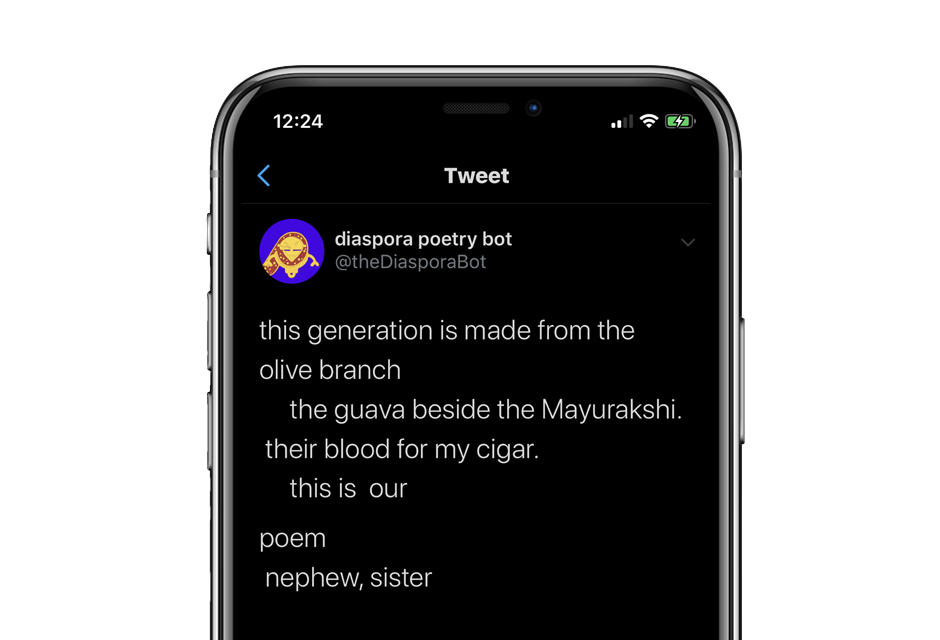 12:24
Tweet
diaspora poetry bot
@theDiasporaBot
this generation is made from the
olive branch
the guava beside the Mayurakshi.
their blood for my cigar.
this is  our
poem
nephew, sister